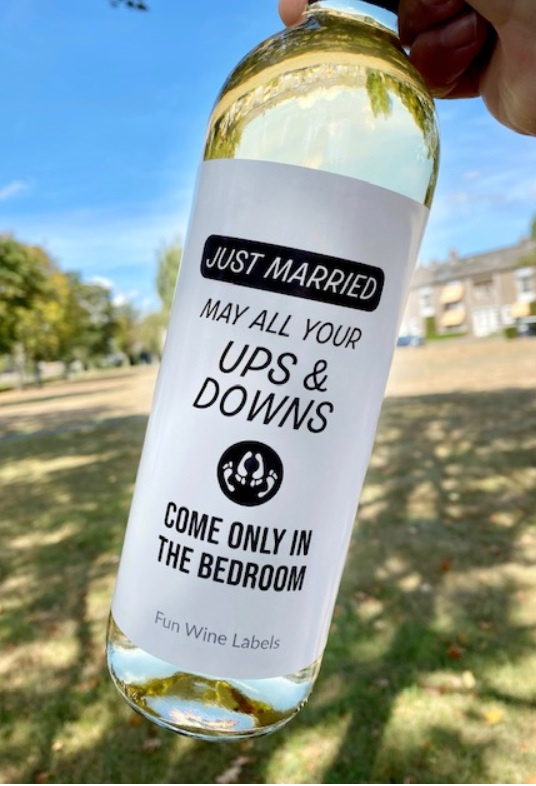 JUST MARRIED
MAY ALL YOUR
UPS &
DOWNS
COME ONLY IN
THE BEDROOM
Fun Wine Labels